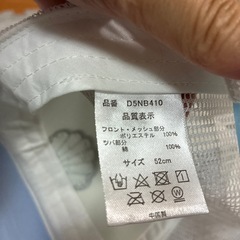 品番 D5NB410
品質表示
フロント・メッシュ部分
ポリエステル 100%
ツバ部分
綿 100%
サイズ 52cm
中国製